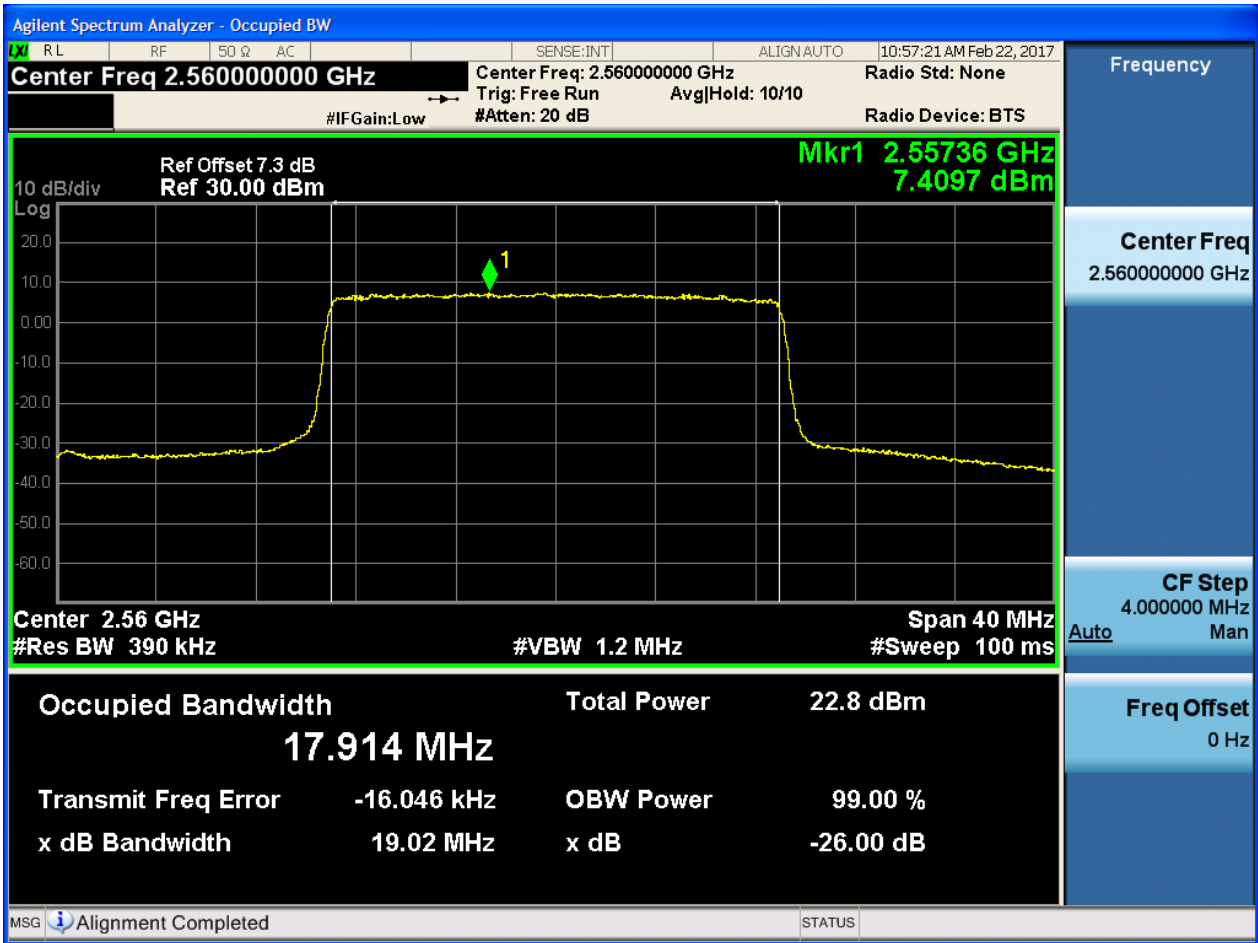 Agilent Spectrum Analyzer - Occupied BW
LXI RL RF 50 Ω AC SENSE:INT ALIGN AUTO 10:57:21 AM Feb 22, 2017
Center Freq 2.560000000 GHz Center Freq: 2.560000000 GHz Radio Std: None
Trig: Free Run Avg|Hold: 10/10
#IFGain:Low #Atten: 20 dB Radio Device: BTS
Frequency
Mkr1 2.55736 GHz
Ref Offset 7.3 dB
7.4097 dBm
10 dB/div Ref 30.00 dBm
Log
20.0
1
10.0
0.00
-10.0
-20.0
-30.0
-40.0
-50.0
-60.0
Center 2.56 GHz Span 40 MHz
#Res BW 390 kHz #VBW 1.2 MHz #Sweep 100 ms
Center Freq
2.560000000 GHz
CF Step
4.000000 MHz
Auto Man
Freq Offset
0 Hz
Occupied Bandwidth Total Power 22.8 dBm
17.914 MHz
Transmit Freq Error -16.046 kHz OBW Power 99.00 %
x dB Bandwidth 19.02 MHz x dB -26.00 dB
MSG Alignment Completed STATUS